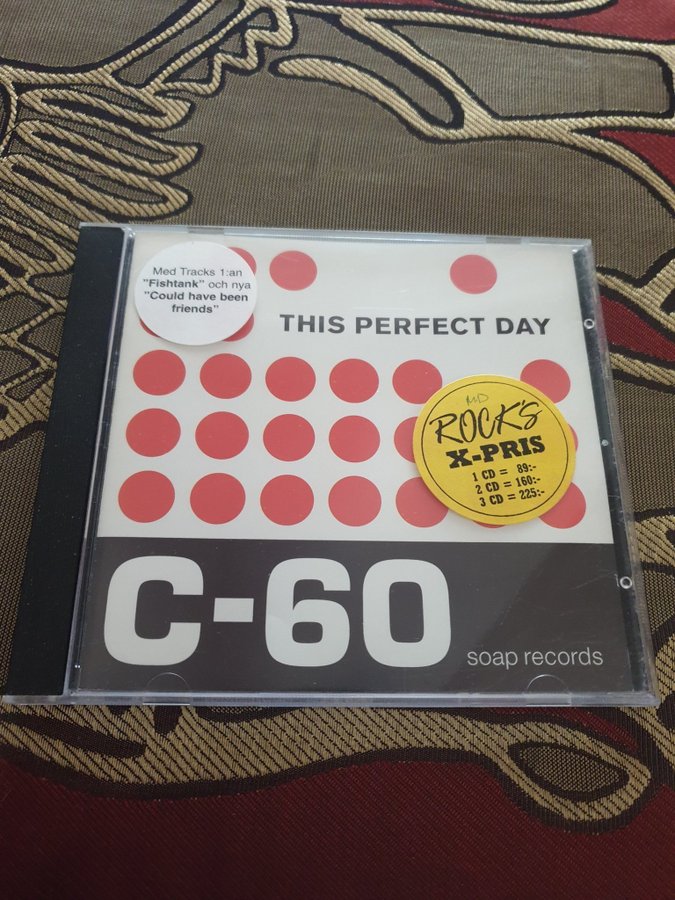 Med Tracks 1:an
"Fishtank" och nya
"Could have been
friends"
THIS PERFECT DAY
MD
ROCK'S
X-PRIS
1 CD = 89:-
2 CD = 160:-
3 CD = 225:-
C-60
soap records